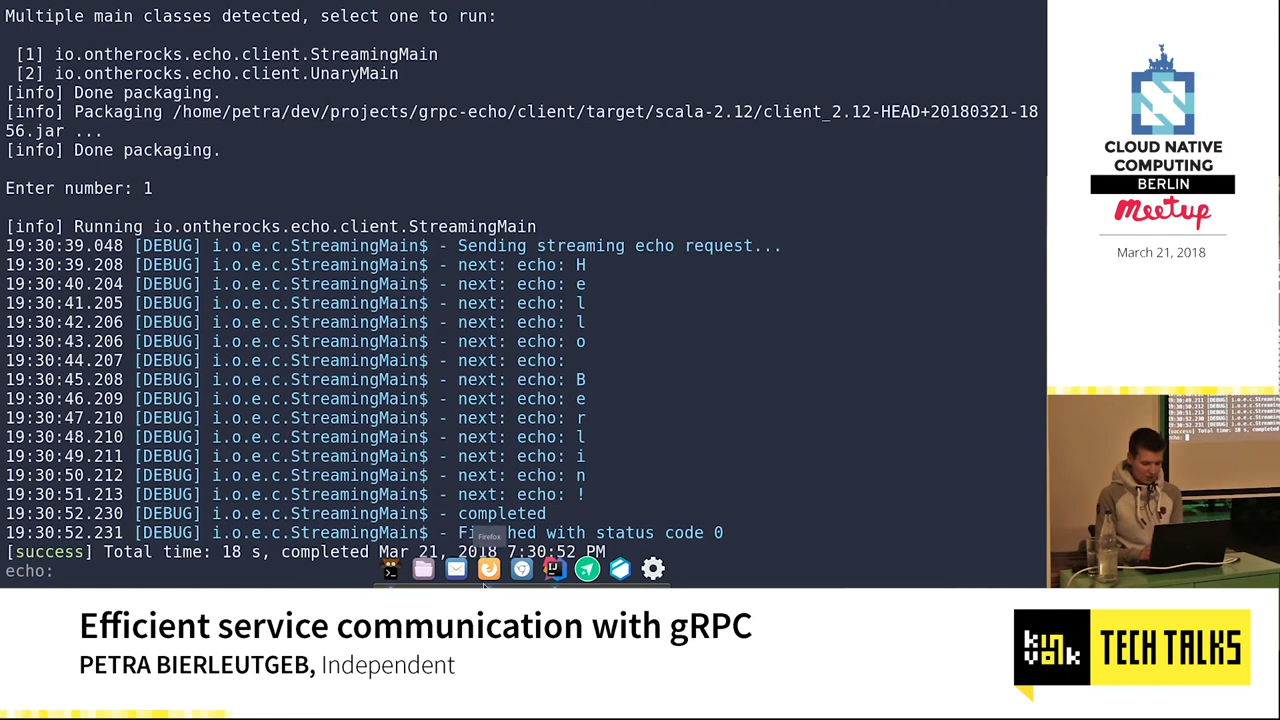 Multiple main classes detected, select one to run:
[1] io.ontherocks.echo.client.StreamingMain
[2] io.ontherocks.echo.client.UnaryMain
[info] Done packaging.
[info] Packaging /home/petra/dev/projects/grpc-echo/client/target/scala-2.12/client_2.12-HEAD+20180321-18
56.jar ...
[info] Done packaging.
Enter number: 1
[info] Running io.ontherocks.echo.client.StreamingMain
19:30:39.048 [DEBUG] i.o.e.c.StreamingMain$ - Sending streaming echo request...
19:30:39.208 [DEBUG] i.o.e.c.StreamingMain$ - next: echo: H
19:30:40.204 [DEBUG] i.o.e.c.StreamingMain$ - next: echo: e
19:30:41.205 [DEBUG] i.o.e.c.StreamingMain$ - next: echo: l
19:30:42.206 [DEBUG] i.o.e.c.StreamingMain$ - next: echo: l
19:30:43.206 [DEBUG] i.o.e.c.StreamingMain$ - next: echo: o
19:30:44.207 [DEBUG] i.o.e.c.StreamingMain$ - next: echo:
19:30:45.208 [DEBUG] i.o.e.c.StreamingMain$ - next: echo: B
19:30:46.209 [DEBUG] i.o.e.c.StreamingMain$ - next: echo: e
19:30:47.210 [DEBUG] i.o.e.c.StreamingMain$ - next: echo: r
19:30:48.210 [DEBUG] i.o.e.c.StreamingMain$ - next: echo: l
19:30:49.211 [DEBUG] i.o.e.c.StreamingMain$ - next: echo: i
19:30:50.212 [DEBUG] i.o.e.c.StreamingMain$ - next: echo: n
19:30:51.213 [DEBUG] i.o.e.c.StreamingMain$ - next: echo: !
19:30:52.230 [DEBUG] i.o.e.c.StreamingMain$ - completed
19:30:52.231 [DEBUG] i.o.e.c.StreamingMain$ - Finished with status code 0
Firefox
[success] Total time: 18 s, completed Mar 21, 2018 7:30:52 PM
echo:
CLOUD NATIVE
COMPUTING
BERLIN
Meetup
March 21, 2018
Efficient service communication with gRPC
PETRA BIERLEUTGEB, Independent
kinvolk
TECH TALKS